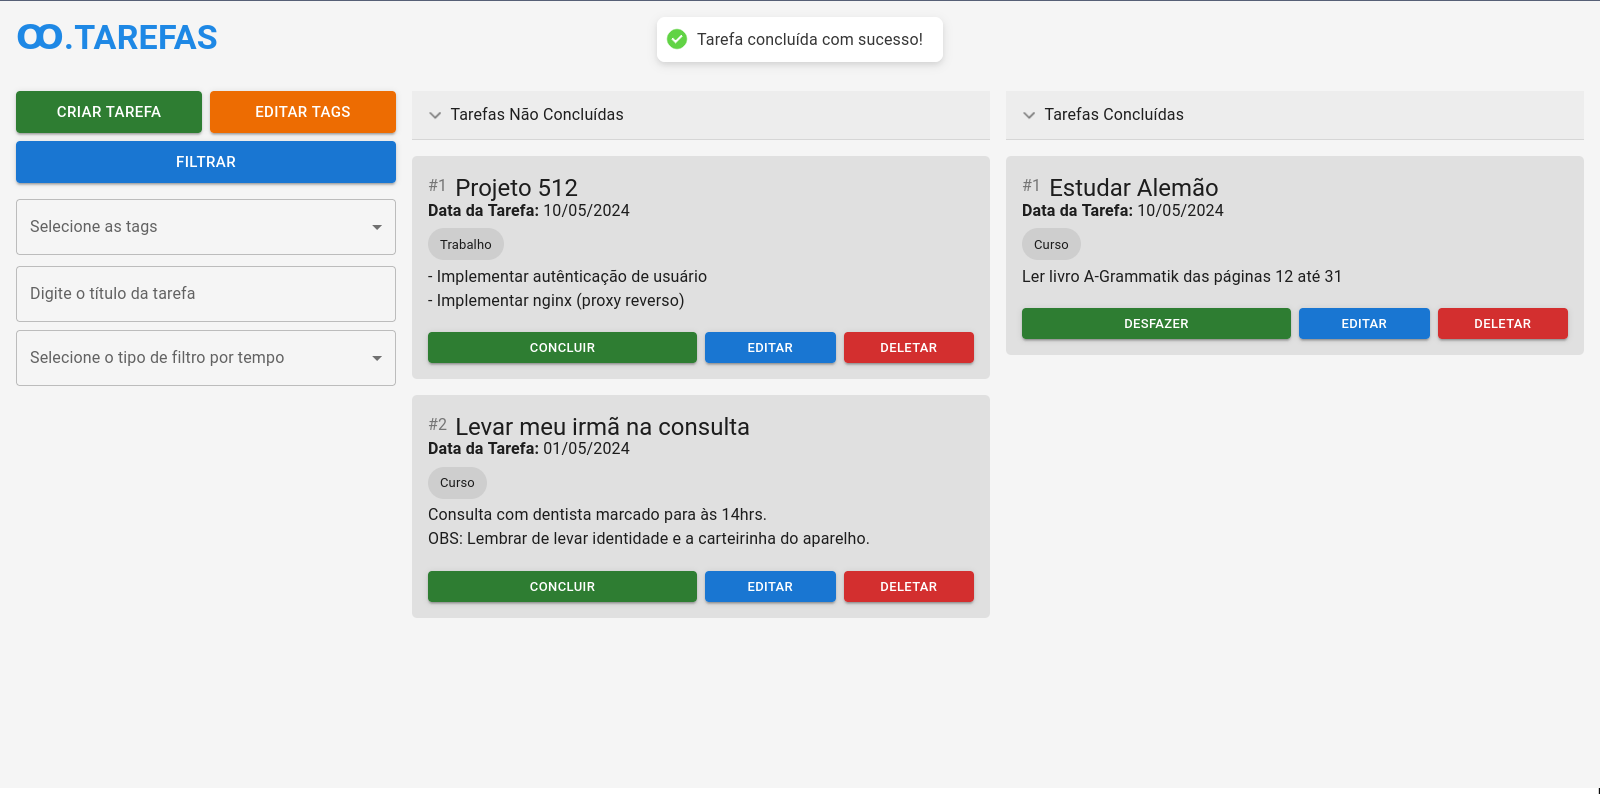 .TAREFAS
Tarefa concluída com sucesso!
CRIAR TAREFA
EDITAR TAGS
FILTRAR
Selecione as tags
Digite o título da tarefa
Selecione o tipo de filtro por tempo
Tarefas Não Concluídas
#1 Projeto 512
Data da Tarefa: 10/05/2024
Trabalho
- Implementar autênticação de usuário
- Implementar nginx (proxy reverso)
CONCLUIR
EDITAR
DELETAR
#2 Levar meu irmã na consulta
Data da Tarefa: 01/05/2024
Curso
Consulta com dentista marcado para às 14hrs.
OBS: Lembrar de levar identidade e a carteirinha do aparelho.
CONCLUIR
EDITAR
DELETAR
Tarefas Concluídas
#1 Estudar Alemão
Data da Tarefa: 10/05/2024
Curso
Ler livro A-Grammatik das páginas 12 até 31
DESFAZER
EDITAR
DELETAR